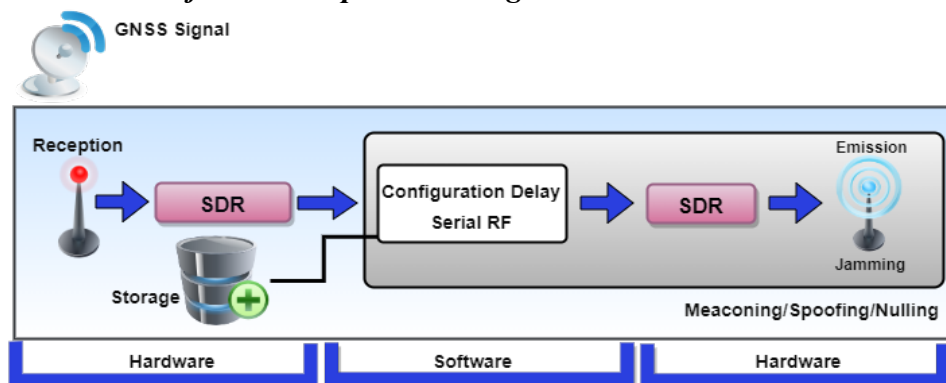 GNSS Signal
Reception
SDR
Storage
Configuration Delay
Serial RF
SDR
Emission
Jamming
Meaconing/Spoofing/Nulling
Hardware
Software
Hardware